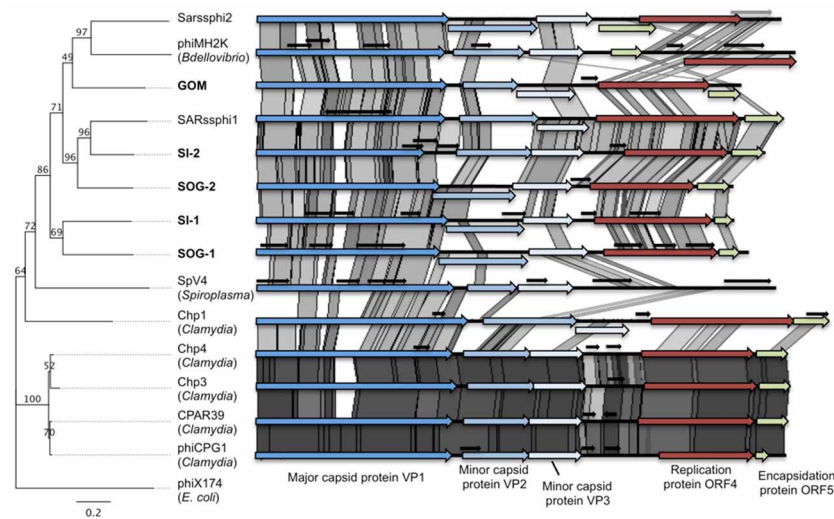 Sarssphi2
97
phiMH2K
(Bdellovibrio)
49
GOM
71
SARssphi1
96
SI-2
96
86
SOG-2
72
SI-1
69
SOG-1
64
SpV4
(Spiroplasma)
Chp1
(Clamydia)
Chp4
(Clamydia)
52
Chp3
(Clamydia)
100
CPAR39
(Clamydia)
70
phiCPG1
(Clamydia)
Major capsid protein VP1
Minor capsid
protein VP2
Minor capsid
protein VP3
Replication
protein ORF4
Encapsidation
protein ORF5
phiX174
(E. coli)
0.2